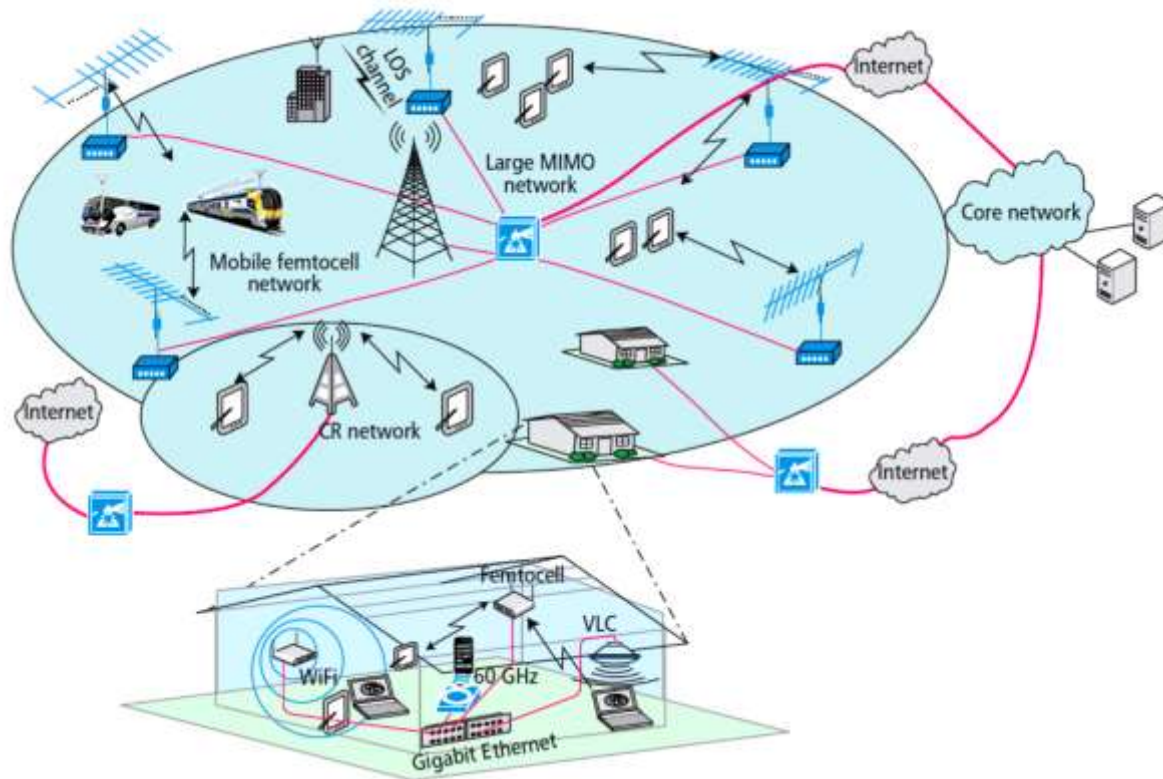 LOS
channel
Internet
Large MIMO
network
Core network
Mobile femtocell
network
Internet
CR network
Internet
Femtocell
VLC
WiFi
60 GHz
Gigabit Ethernet